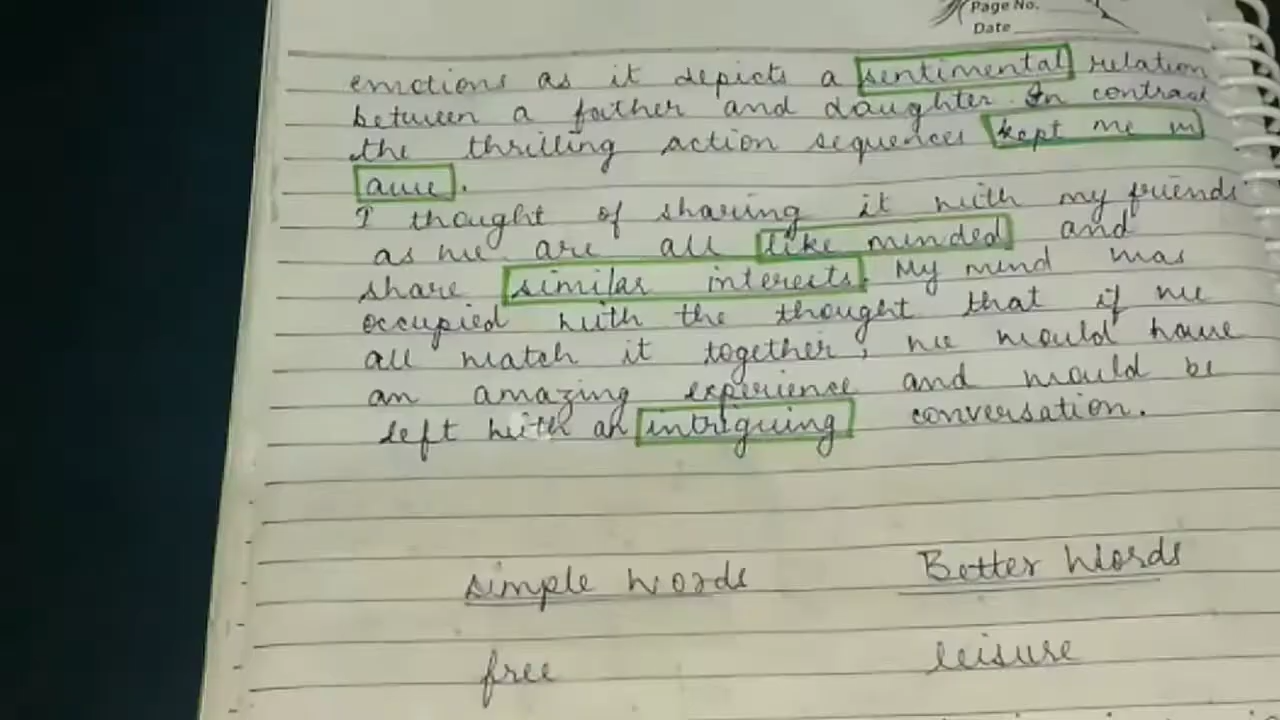 Page No.
Date
emotions as it depicts a sentimental relation
between a father and daughter. In contrast
the thrilling action sequences kept me in
awe.
I thought of sharing it with my friends
as we are all like minded and
share similar interests. My mind was
occupied with the thought that if we
all watch it together, we would have
an amazing experience and would be
left with an intriguing conversation.
Simple Words Better Words
free leisure